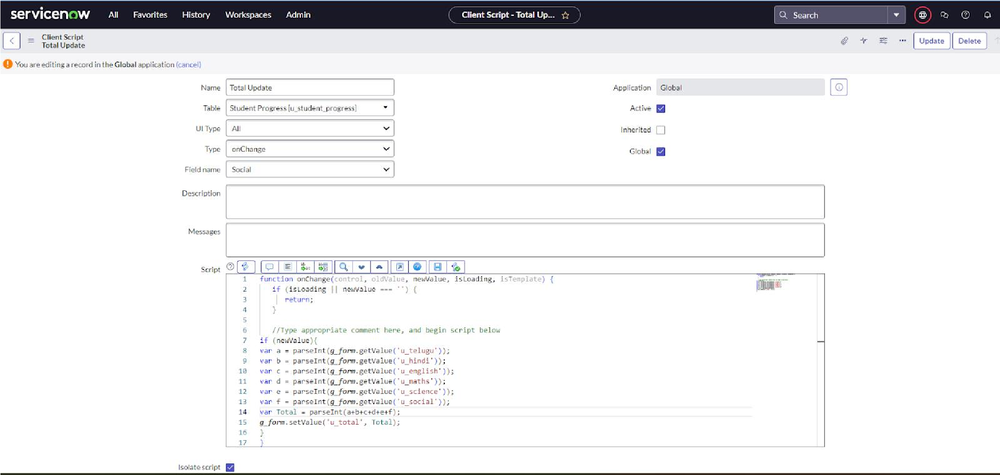 servicenow All Favorites History Workspaces Admin Client Script - Total Up... Search
Client Script
Total Update
Update Delete
You are editing a record in the Global application (cancel)
Name Total Update Application Global
Table Student Progress [u_student_progress] Active
UI Type All Inherited
Type onChange Global
Field name Social
Description
Messages
Script
1 function onChange(control, oldValue, newValue, isLoading, isTemplate) {
2 if (isLoading || newValue === '') {
3 return;
4 }
5
6 //Type appropriate comment here, and begin script below
7 if (newValue){
8 var a = parseInt(g_form.getValue('u_telugu'));
9 var b = parseInt(g_form.getValue('u_hindi'));
10 var c = parseInt(g_form.getValue('u_english'));
11 var d = parseInt(g_form.getValue('u_maths'));
12 var e = parseInt(g_form.getValue('u_science'));
13 var f = parseInt(g_form.getValue('u_social'));
14 var Total = parseInt(a+b+c+d+e+f);
15 g_form.setValue('u_total', Total);
16 }
17 }
Isolate script